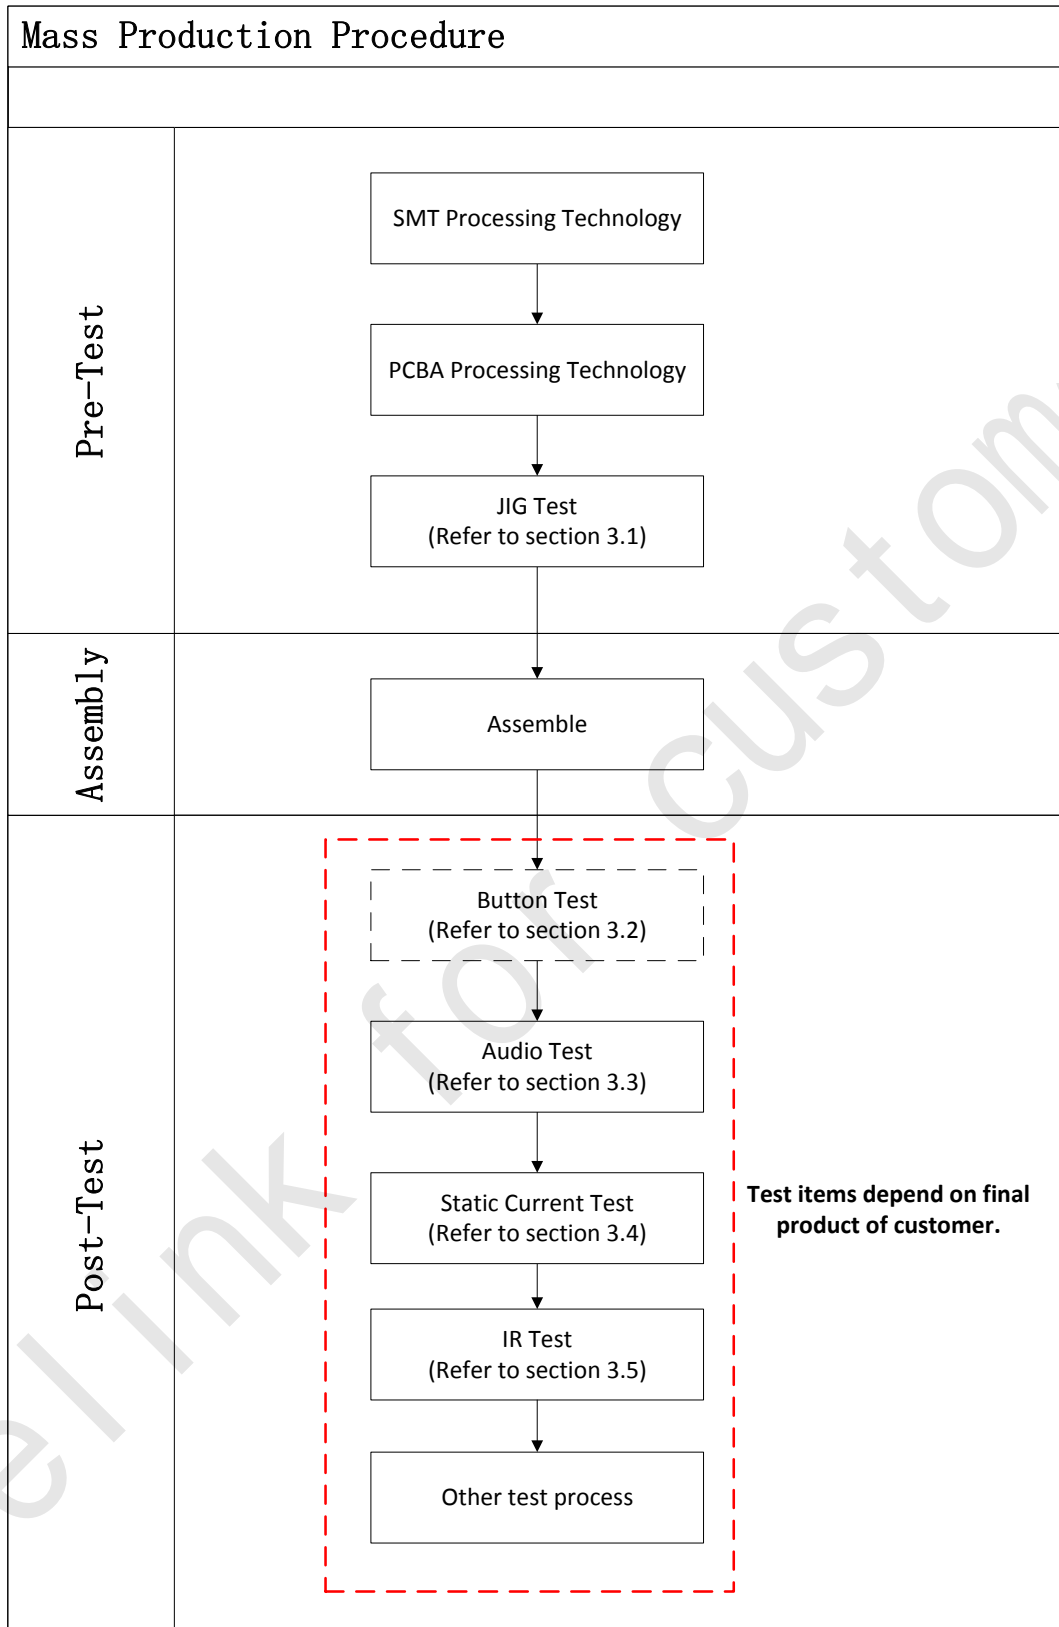 Mass Production Procedure
Pre-Test
SMT Processing Technology
PCBA Processing Technology
JIG Test
(Refer to section 3.1)
Assembly
Assemble
Post-Test
Button Test
(Refer to section 3.2)
Audio Test
(Refer to section 3.3)
Static Current Test
(Refer to section 3.4)
IR Test
(Refer to section 3.5)
Other test process
Test items depend on final
product of customer.
elink for custom